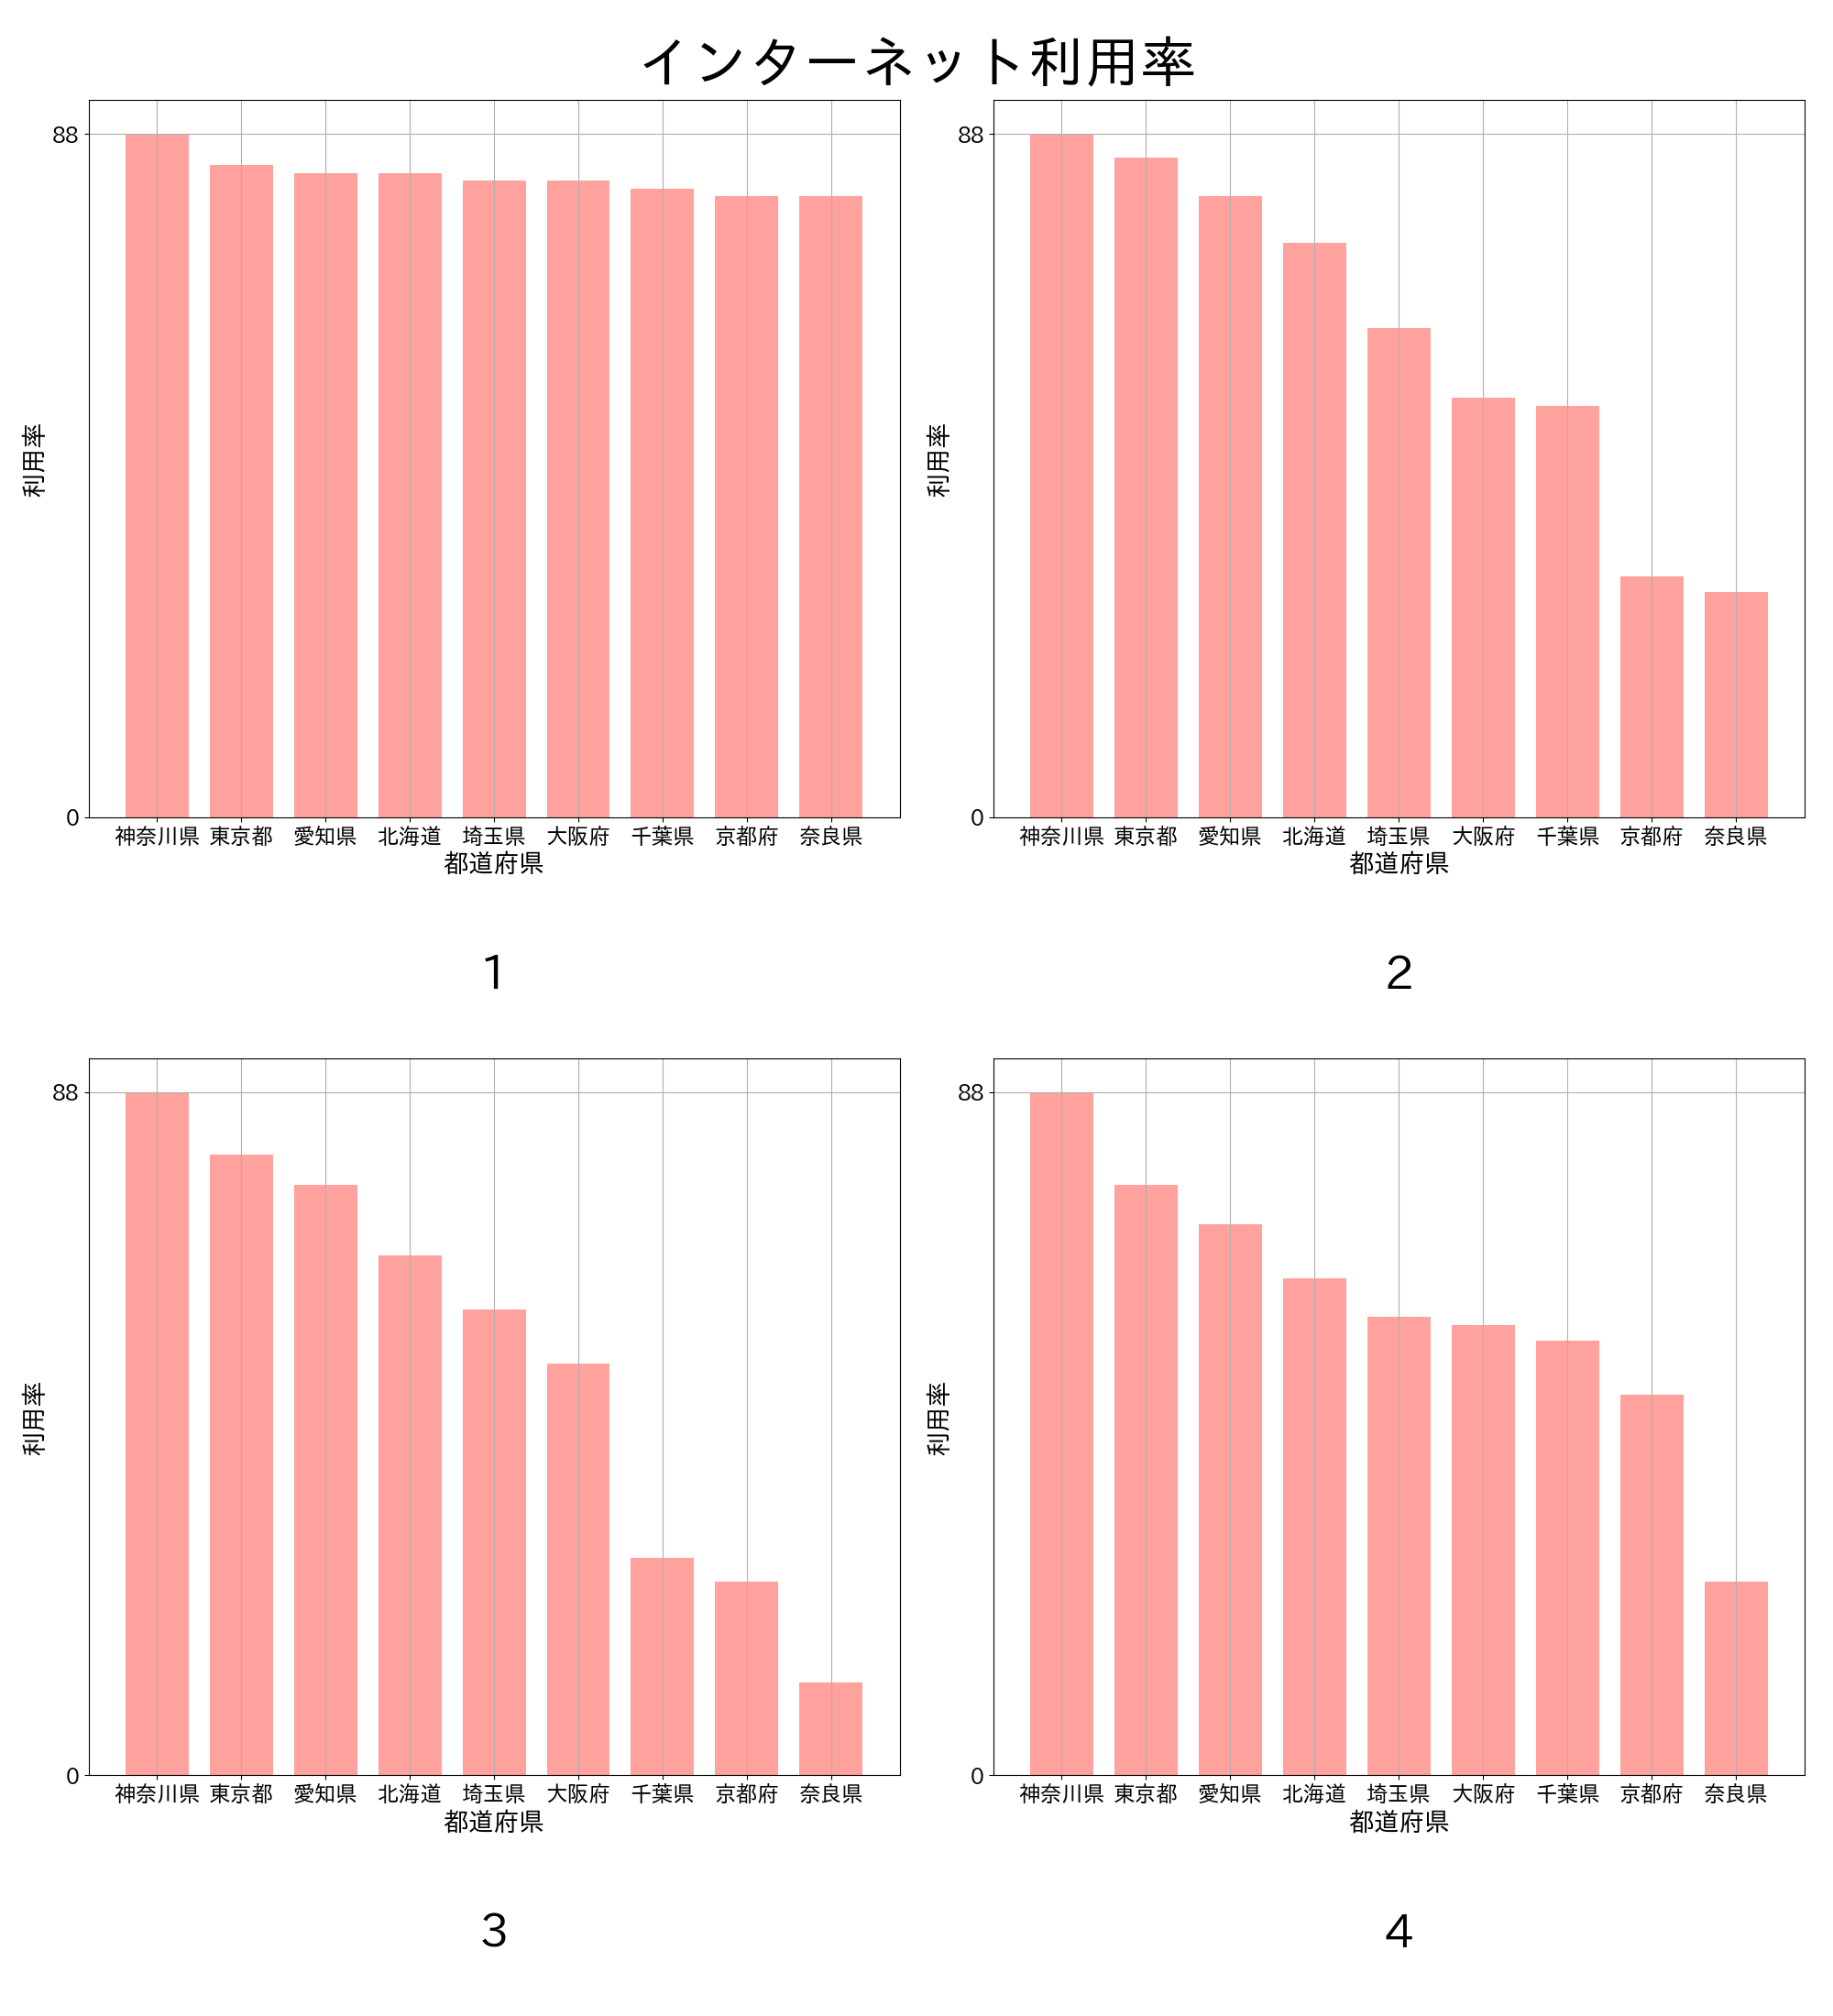 インターネット利用率
88
利用率
0
神奈川県 東京都 愛知県 北海道 埼玉県 大阪府 千葉県 京都府 奈良県
都道府県
1
88
利用率
0
神奈川県 東京都 愛知県 北海道 埼玉県 大阪府 千葉県 京都府 奈良県
都道府県
2
88
利用率
0
神奈川県 東京都 愛知県 北海道 埼玉県 大阪府 千葉県 京都府 奈良県
都道府県
3
88
利用率
0
神奈川県 東京都 愛知県 北海道 埼玉県 大阪府 千葉県 京都府 奈良県
都道府県
4